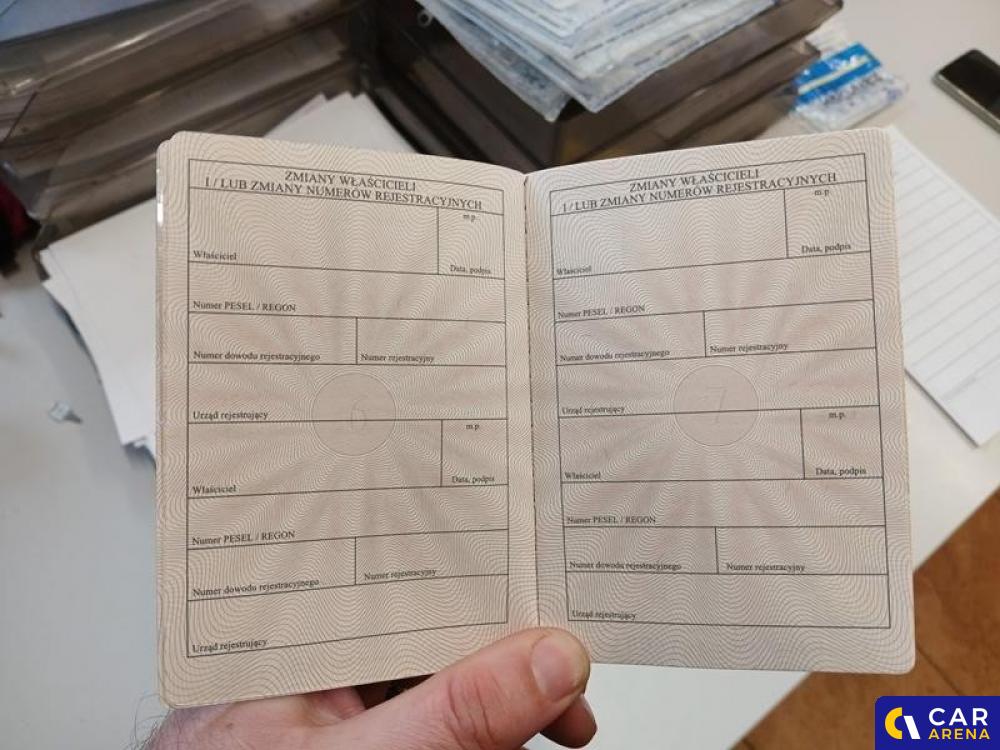 ZMIANY WŁAŚCICIELI
I / LUB ZMIANY NUMERÓW REJESTRACYJNYCH
m.p.
Właściciel
Data, podpis
Numer PESEL / REGON
Numer dowodu rejestracyjnego
Numer rejestracyjny
Urząd rejestrujący
6
m.p.
Właściciel
Data, podpis
Numer PESEL / REGON
Numer dowodu rejestracyjnego
Numer rejestracyjny
Urząd rejestrujący
ZMIANY WŁAŚCICIELI
I / LUB ZMIANY NUMERÓW REJESTRACYJNYCH
m.p.
Właściciel
Data, podpis
Numer PESEL / REGON
Numer dowodu rejestracyjnego
Numer rejestracyjny
Urząd rejestrujący
7
m.p.
Właściciel
Data, podpis
Numer PESEL / REGON
Numer dowodu rejestracyjnego
Numer rejestracyjny
Urząd rejestrujący
CAR
ARENA